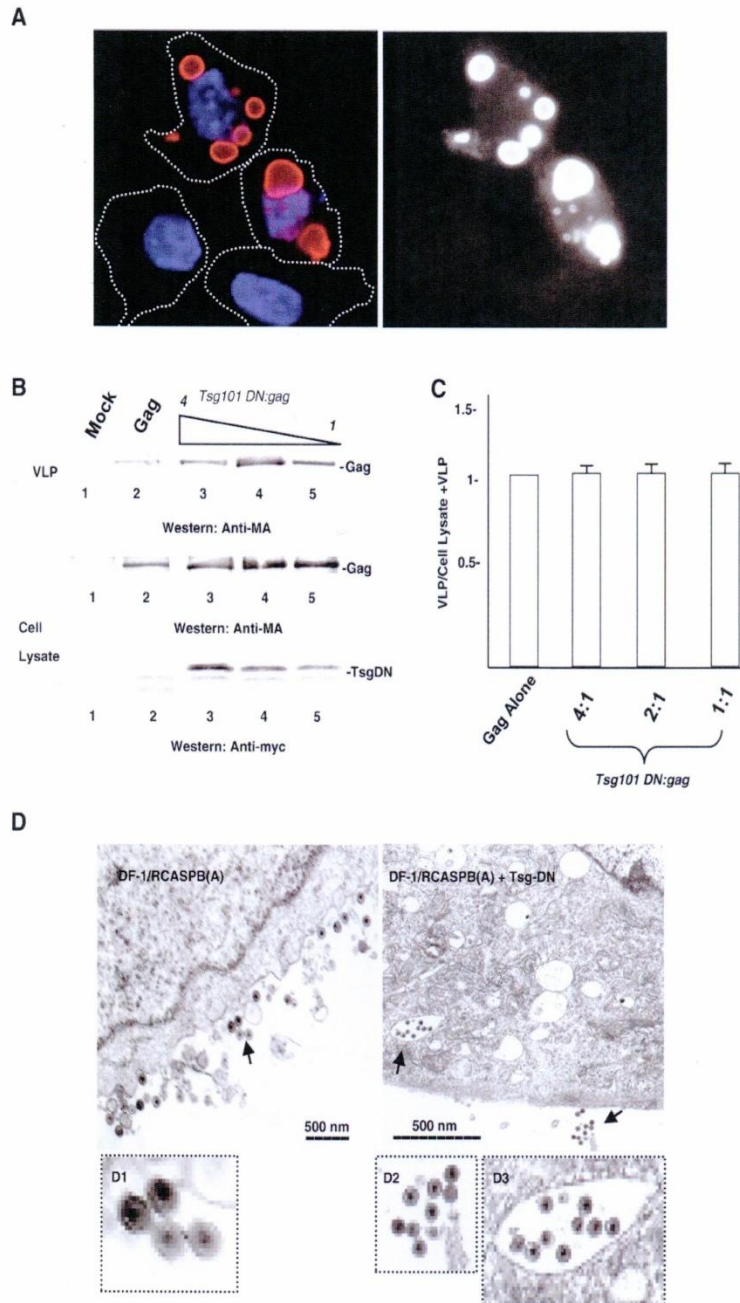 A
B
Mock
Gag
4
Tsg101 DN:gag
1
VLP
-Gag
1 2 3 4 5
Western: Anti-MA
-Gag
1 2 3 4 5
Cell
Lysate
Western: Anti-MA
-TsgDN
1 2 3 4 5
Western: Anti-myc
C
VLP/Cell Lysate +VLP
1.5-
1-
0.5-
Gag Alone
4:1
2:1
1:1
Tsg101 DN:gag
D
DF-1/RCASPB(A)
500 nm
D1
DF-1/RCASPB(A) + Tsg-DN
500 nm
D2
D3